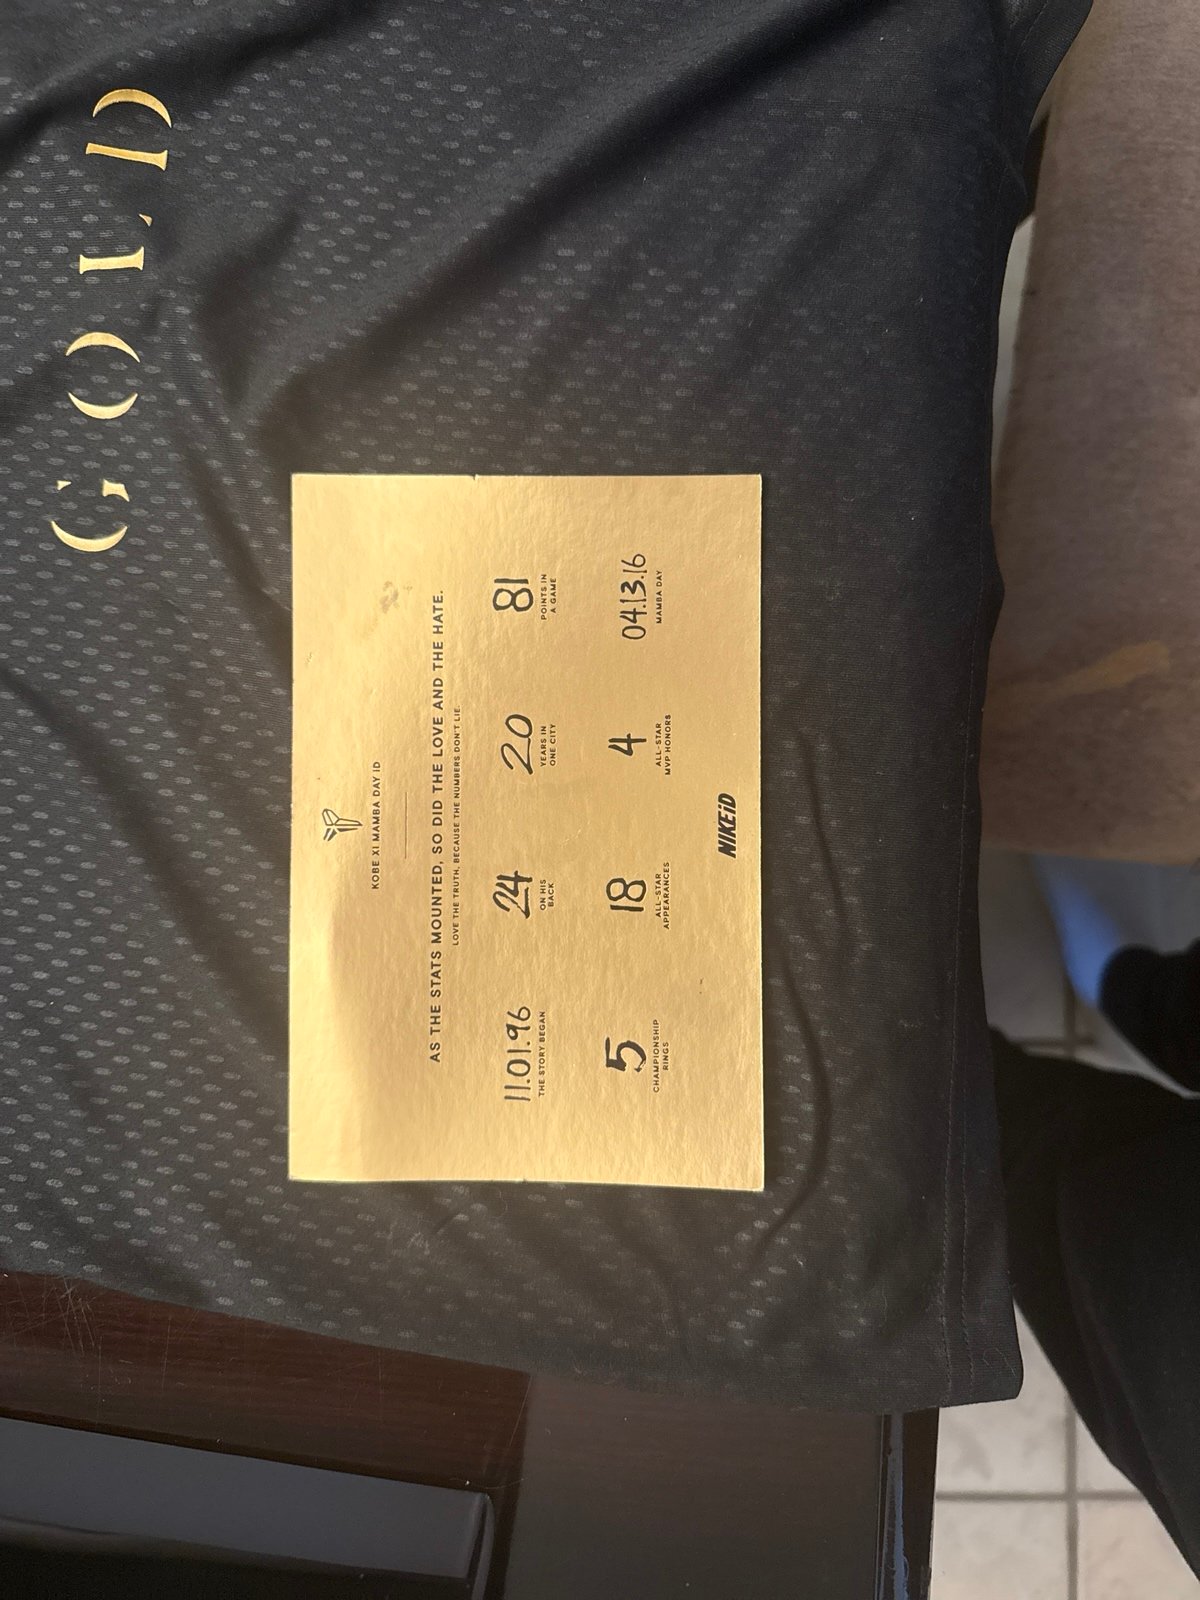 GOLD
KOBE XI MAMBA DAY ID
AS THE STATS MOUNTED, SO DID THE LOVE AND THE HATE.
LOVE THE TRUTH, BECAUSE THE NUMBERS DON'T LIE.
11.01.96 24 20 81
THE STORY BEGAN ON HIS YEARS IN POINTS IN
BACK ONE CITY A GAME
5 18 4 04.13.16
CHAMPIONSHIP ALL-STAR ALL-STAR MAMBA DAY
RINGS APPEARANCES MVP HONORS
NIKEiD